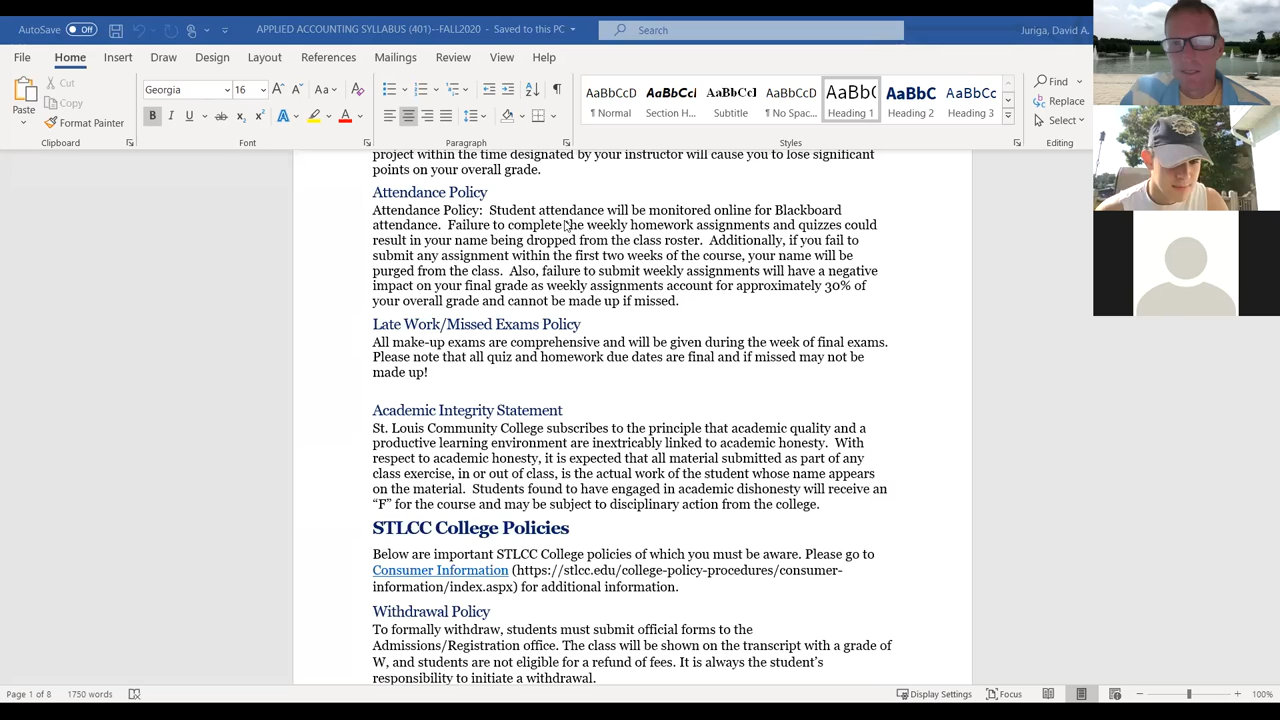 AutoSave Off APPLIED ACCOUNTING SYLLABUS (401)--FALL2020 - Saved to this PC Search Juriga, David A.
File Home Insert Draw Design Layout References Mailings Review View Help
Paste Cut Copy Format Painter
Georgia 16 Aa
B I U ab x₂ x² A A
AaBbCcD AaBbCcI AaBbCcI AaBbCcD AaBb( AaBbC AaBbCc
¶ Normal Section H... Subtitle ¶ No Spac... Heading 1 Heading 2 Heading 3
Find Replace Select
Clipboard Font Paragraph Styles Editing
project within the time designated by your instructor will cause you to lose significant
points on your overall grade.
Attendance Policy
Attendance Policy: Student attendance will be monitored online for Blackboard
attendance. Failure to complete the weekly homework assignments and quizzes could
result in your name being dropped from the class roster. Additionally, if you fail to
submit any assignment within the first two weeks of the course, your name will be
purged from the class. Also, failure to submit weekly assignments will have a negative
impact on your final grade as weekly assignments account for approximately 30% of
your overall grade and cannot be made up if missed.
Late Work/Missed Exams Policy
All make-up exams are comprehensive and will be given during the week of final exams.
Please note that all quiz and homework due dates are final and if missed may not be
made up!
Academic Integrity Statement
St. Louis Community College subscribes to the principle that academic quality and a
productive learning environment are inextricably linked to academic honesty. With
respect to academic honesty, it is expected that all material submitted as part of any
class exercise, in or out of class, is the actual work of the student whose name appears
on the material. Students found to have engaged in academic dishonesty will receive an
“F” for the course and may be subject to disciplinary action from the college.
STLCC College Policies
Below are important STLCC College policies of which you must be aware. Please go to
Consumer Information (https://stlcc.edu/college-policy-procedures/consumer-
information/index.aspx) for additional information.
Withdrawal Policy
To formally withdraw, students must submit official forms to the
Admissions/Registration office. The class will be shown on the transcript with a grade of
W, and students are not eligible for a refund of fees. It is always the student’s
responsibility to initiate a withdrawal.
Page 1 of 8 1750 words Display Settings Focus 100%